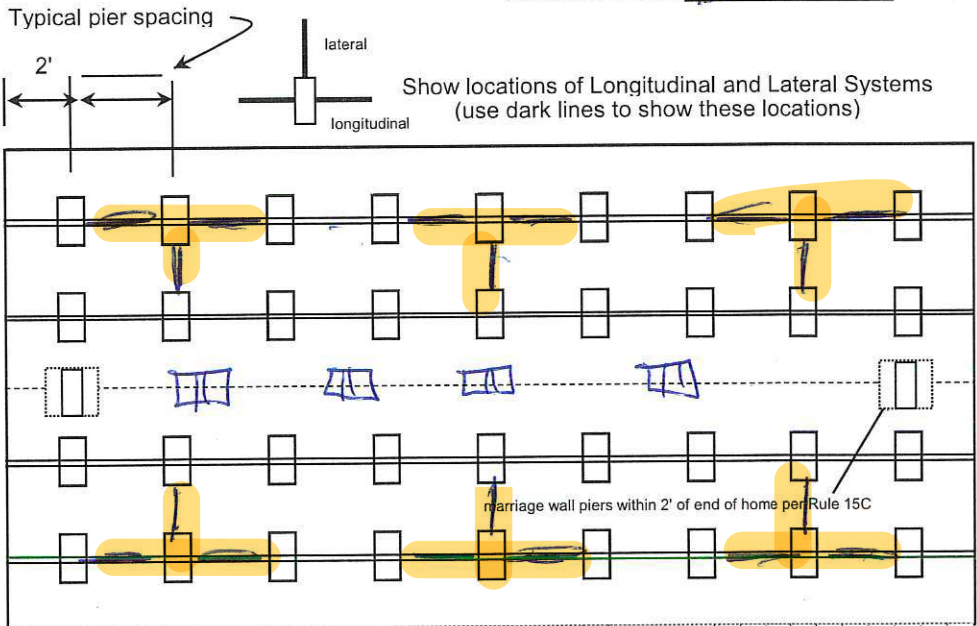 Typical pier spacing
2'
lateral
longitudinal
Show locations of Longitudinal and Lateral Systems
(use dark lines to show these locations)
marriage wall piers within 2' of end of home per Rule 15C